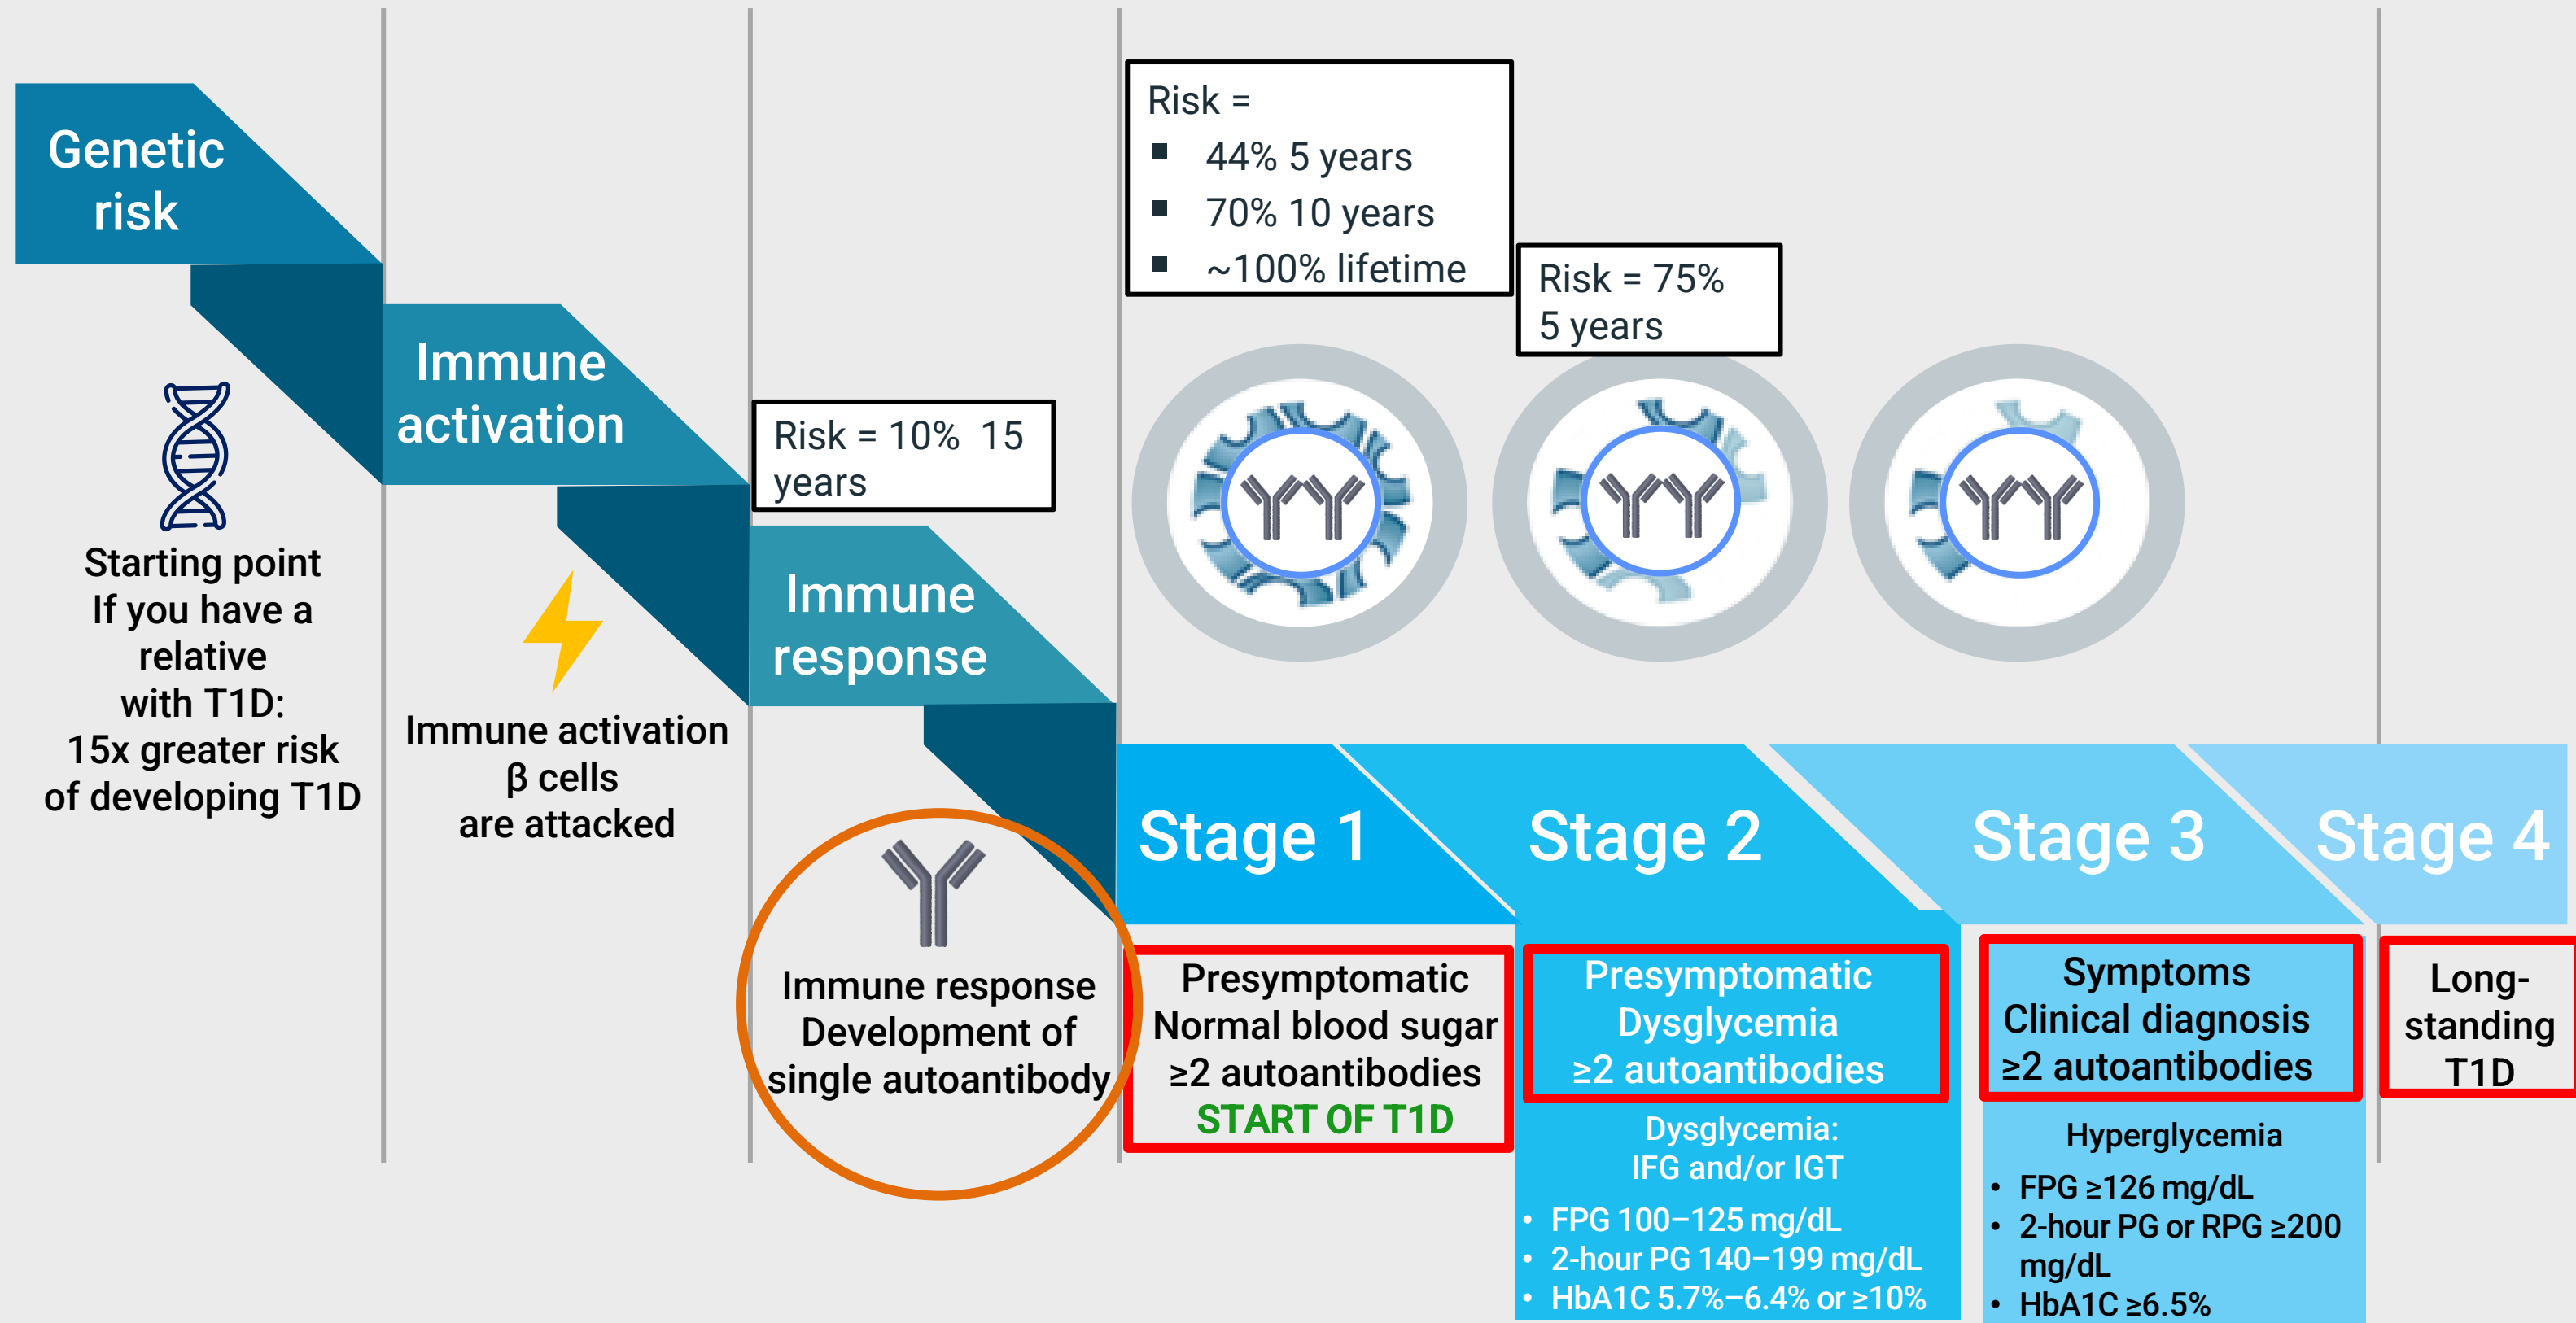 Genetic
risk
Starting point
If you have a
relative
with T1D:
15x greater risk
of developing T1D
Immune
activation
Immune activation
β cells
are attacked
Risk = 10%  15
years
Immune
response
Immune response
Development of
single autoantibody
Risk =
▪ 44% 5 years
▪ 70% 10 years
▪ ~100% lifetime
Risk = 75%
5 years
Stage 1
Presymptomatic
Normal blood sugar
≥2 autoantibodies
START OF T1D
Stage 2
Presymptomatic
Dysglycemia
≥2 autoantibodies
Dysglycemia:
IFG and/or IGT
• FPG 100–125 mg/dL
• 2-hour PG 140–199 mg/dL
• HbA1C 5.7%–6.4% or ≥10%
Stage 3
Symptoms
Clinical diagnosis
≥2 autoantibodies
Hyperglycemia
• FPG ≥126 mg/dL
• 2-hour PG or RPG ≥200
mg/dL
• HbA1C ≥6.5%
Stage 4
Long-
standing
T1D